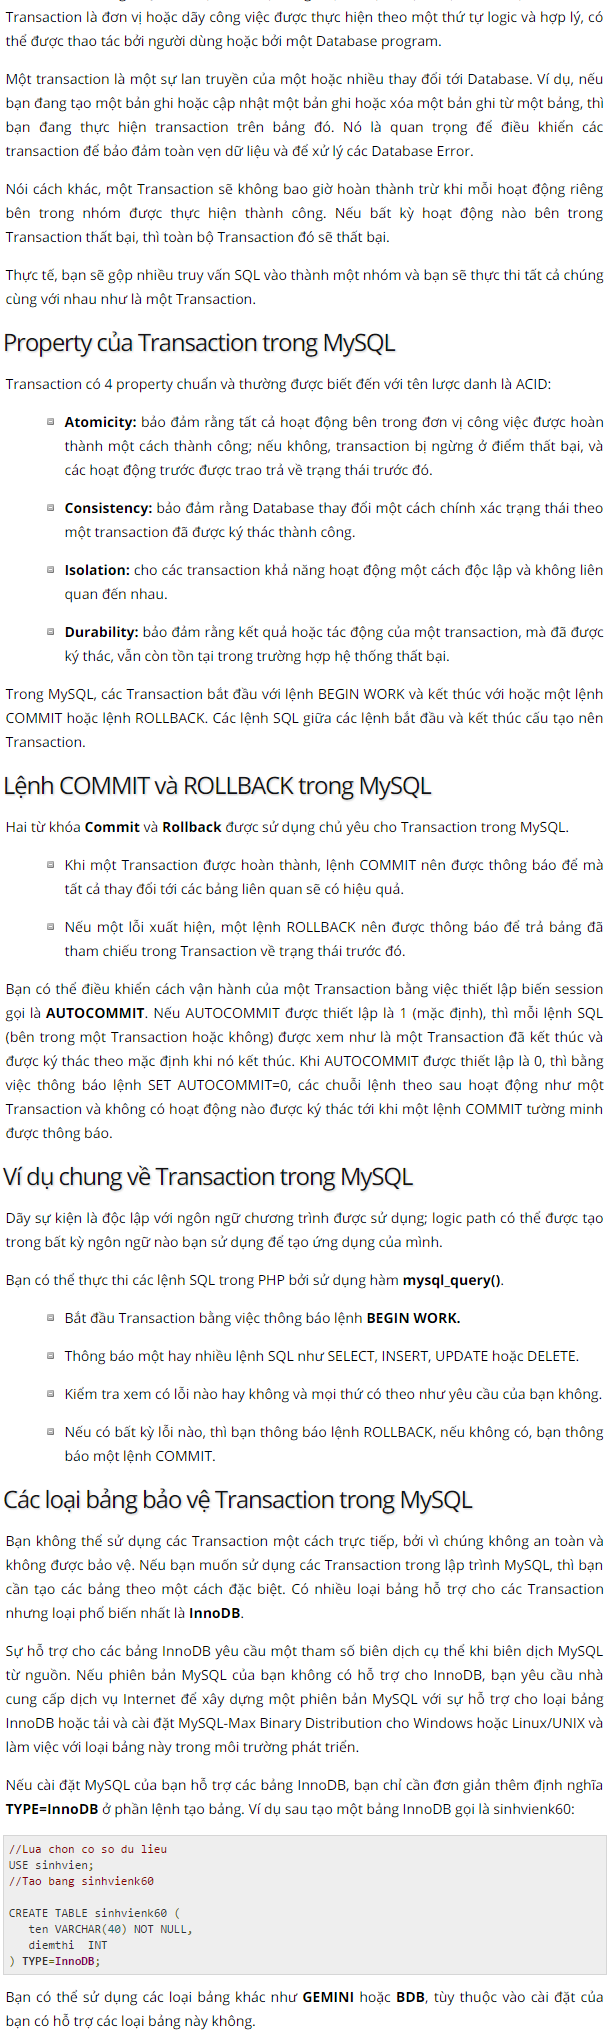 Transaction là đơn vị hoặc dãy công việc được thực hiện theo một thứ tự logic và hợp lý, có
thể được thao tác bởi người dùng hoặc bởi một Database program.
Một transaction là một sự lan truyền của một hoặc nhiều thay đổi tới Database. Ví dụ, nếu
bạn đang tạo một bản ghi hoặc cập nhật một bản ghi hoặc xóa một bản ghi từ một bảng, thì
bạn đang thực hiện transaction trên bảng đó. Nó là quan trọng để điều khiển các
transaction để bảo đảm toàn vẹn dữ liệu và để xử lý các Database Error.
Nói cách khác, một Transaction sẽ không bao giờ hoàn thành trừ khi mỗi hoạt động riêng
bên trong nhóm được thực hiện thành công. Nếu bất kỳ hoạt động nào bên trong
Transaction thất bại, thì toàn bộ Transaction đó sẽ thất bại.
Thực tế, bạn sẽ gộp nhiều truy vấn SQL vào thành một nhóm và bạn sẽ thực thi tất cả chúng
cùng với nhau như là một Transaction.
Property của Transaction trong MySQL
Transaction có 4 property chuẩn và thường được biết đến với tên lược danh là ACID:
Atomicity: bảo đảm rằng tất cả hoạt động bên trong đơn vị công việc được hoàn
thành một cách thành công; nếu không, transaction bị ngừng ở điểm thất bại, và
các hoạt động trước được trao trả về trạng thái trước đó.
Consistency: bảo đảm rằng Database thay đổi một cách chính xác trạng thái theo
một transaction đã được ký thác thành công.
Isolation: cho các transaction khả năng hoạt động một cách độc lập và không liên
quan đến nhau.
Durability: bảo đảm rằng kết quả hoặc tác động của một transaction, mà đã được
ký thác, vẫn còn tồn tại trong trường hợp hệ thống thất bại.
Trong MySQL, các Transaction bắt đầu với lệnh BEGIN WORK và kết thúc với hoặc một lệnh
COMMIT hoặc lệnh ROLLBACK. Các lệnh SQL giữa các lệnh bắt đầu và kết thúc cấu tạo nên
Transaction.
Lệnh COMMIT và ROLLBACK trong MySQL
Hai từ khóa Commit và Rollback được sử dụng chủ yêu cho Transaction trong MySQL.
Khi một Transaction được hoàn thành, lệnh COMMIT nên được thông báo để mà
tất cả thay đổi tới các bảng liên quan sẽ có hiệu quả.
Nếu một lỗi xuất hiện, một lệnh ROLLBACK nên được thông báo để trả bảng đã
tham chiếu trong Transaction về trạng thái trước đó.
Bạn có thể điều khiển cách vận hành của một Transaction bằng việc thiết lập biến session
gọi là AUTOCOMMIT. Nếu AUTOCOMMIT được thiết lập là 1 (mặc định), thì mỗi lệnh SQL
(bên trong một Transaction hoặc không) được xem như là một Transaction đã kết thúc và
được ký thác theo mặc định khi nó kết thúc. Khi AUTOCOMMIT được thiết lập là 0, thì bằng
việc thông báo lệnh SET AUTOCOMMIT=0, các chuỗi lệnh theo sau hoạt động như một
Transaction và không có hoạt động nào được ký thác tới khi một lệnh COMMIT tường minh
được thông báo.
Ví dụ chung về Transaction trong MySQL
Dãy sự kiện là độc lập với ngôn ngữ chương trình được sử dụng; logic path có thể được tạo
trong bất kỳ ngôn ngữ nào bạn sử dụng để tạo ứng dụng của mình.
Bạn có thể thực thi các lệnh SQL trong PHP bởi sử dụng hàm mysql_query().
Bắt đầu Transaction bằng việc thông báo lệnh BEGIN WORK.
Thông báo một hay nhiều lệnh SQL như SELECT, INSERT, UPDATE hoặc DELETE.
Kiểm tra xem có lỗi nào hay không và mọi thứ có theo như yêu cầu của bạn không.
Nếu có bất kỳ lỗi nào, thì bạn thông báo lệnh ROLLBACK, nếu không có, bạn thông
báo một lệnh COMMIT.
Các loại bảng bảo vệ Transaction trong MySQL
Bạn không thể sử dụng các Transaction một cách trực tiếp, bởi vì chúng không an toàn và
không được bảo vệ. Nếu bạn muốn sử dụng các Transaction trong lập trình MySQL, thì bạn
cần tạo các bảng theo một cách đặc biệt. Có nhiều loại bảng hỗ trợ cho các Transaction
nhưng loại phổ biến nhất là InnoDB.
Sự hỗ trợ cho các bảng InnoDB yêu cầu một tham số biên dịch cụ thể khi biên dịch MySQL
từ nguồn. Nếu phiên bản MySQL của bạn không có hỗ trợ cho InnoDB, bạn yêu cầu nhà
cung cấp dịch vụ Internet để xây dựng một phiên bản MySQL với sự hỗ trợ cho loại bảng
InnoDB hoặc tải và cài đặt MySQL-Max Binary Distribution cho Windows hoặc Linux/UNIX và
làm việc với loại bảng này trong môi trường phát triển.
Nếu cài đặt MySQL của bạn hỗ trợ các bảng InnoDB, bạn chỉ cần đơn giản thêm định nghĩa
TYPE=InnoDB ở phần lệnh tạo bảng. Ví dụ sau tạo một bảng InnoDB gọi là sinhvienk60:
//Lua chon co so du lieu
USE sinhvien;
//Tao bang sinhvienk60
CREATE TABLE sinhvienk60 (
ten VARCHAR(40) NOT NULL,
diemthi INT
) TYPE=InnoDB;
Bạn có thể sử dụng các loại bảng khác như GEMINI hoặc BDB, tùy thuộc vào cài đặt của
bạn có hỗ trợ các loại bảng này không.